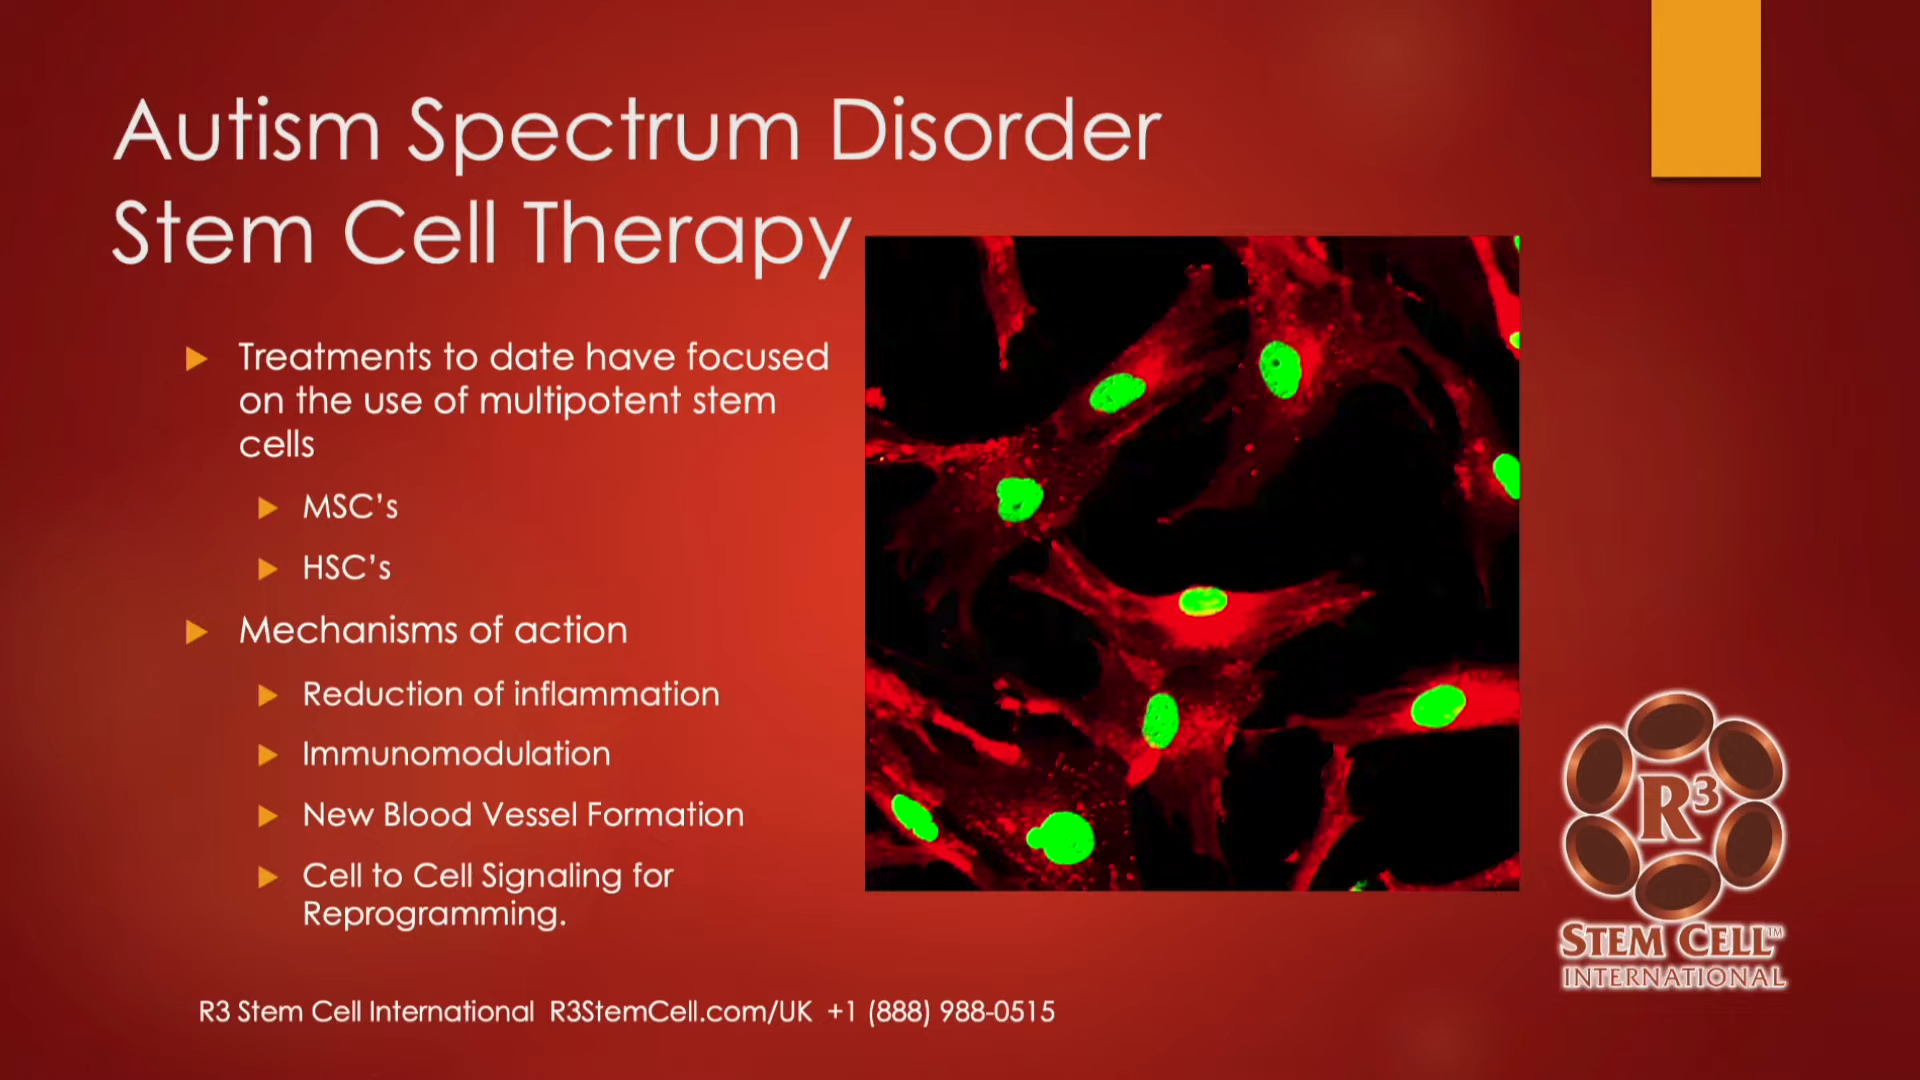 Autism Spectrum Disorder
Stem Cell Therapy
Treatments to date have focused
on the use of multipotent stem
cells
MSC's
HSC's
Mechanisms of action
Reduction of inflammation
Immunomodulation
New Blood Vessel Formation
Cell to Cell Signaling for
Reprogramming.
R3
STEM CELL™
INTERNATIONAL
R3 Stem Cell International R3StemCell.com/UK +1 (888) 988-0515